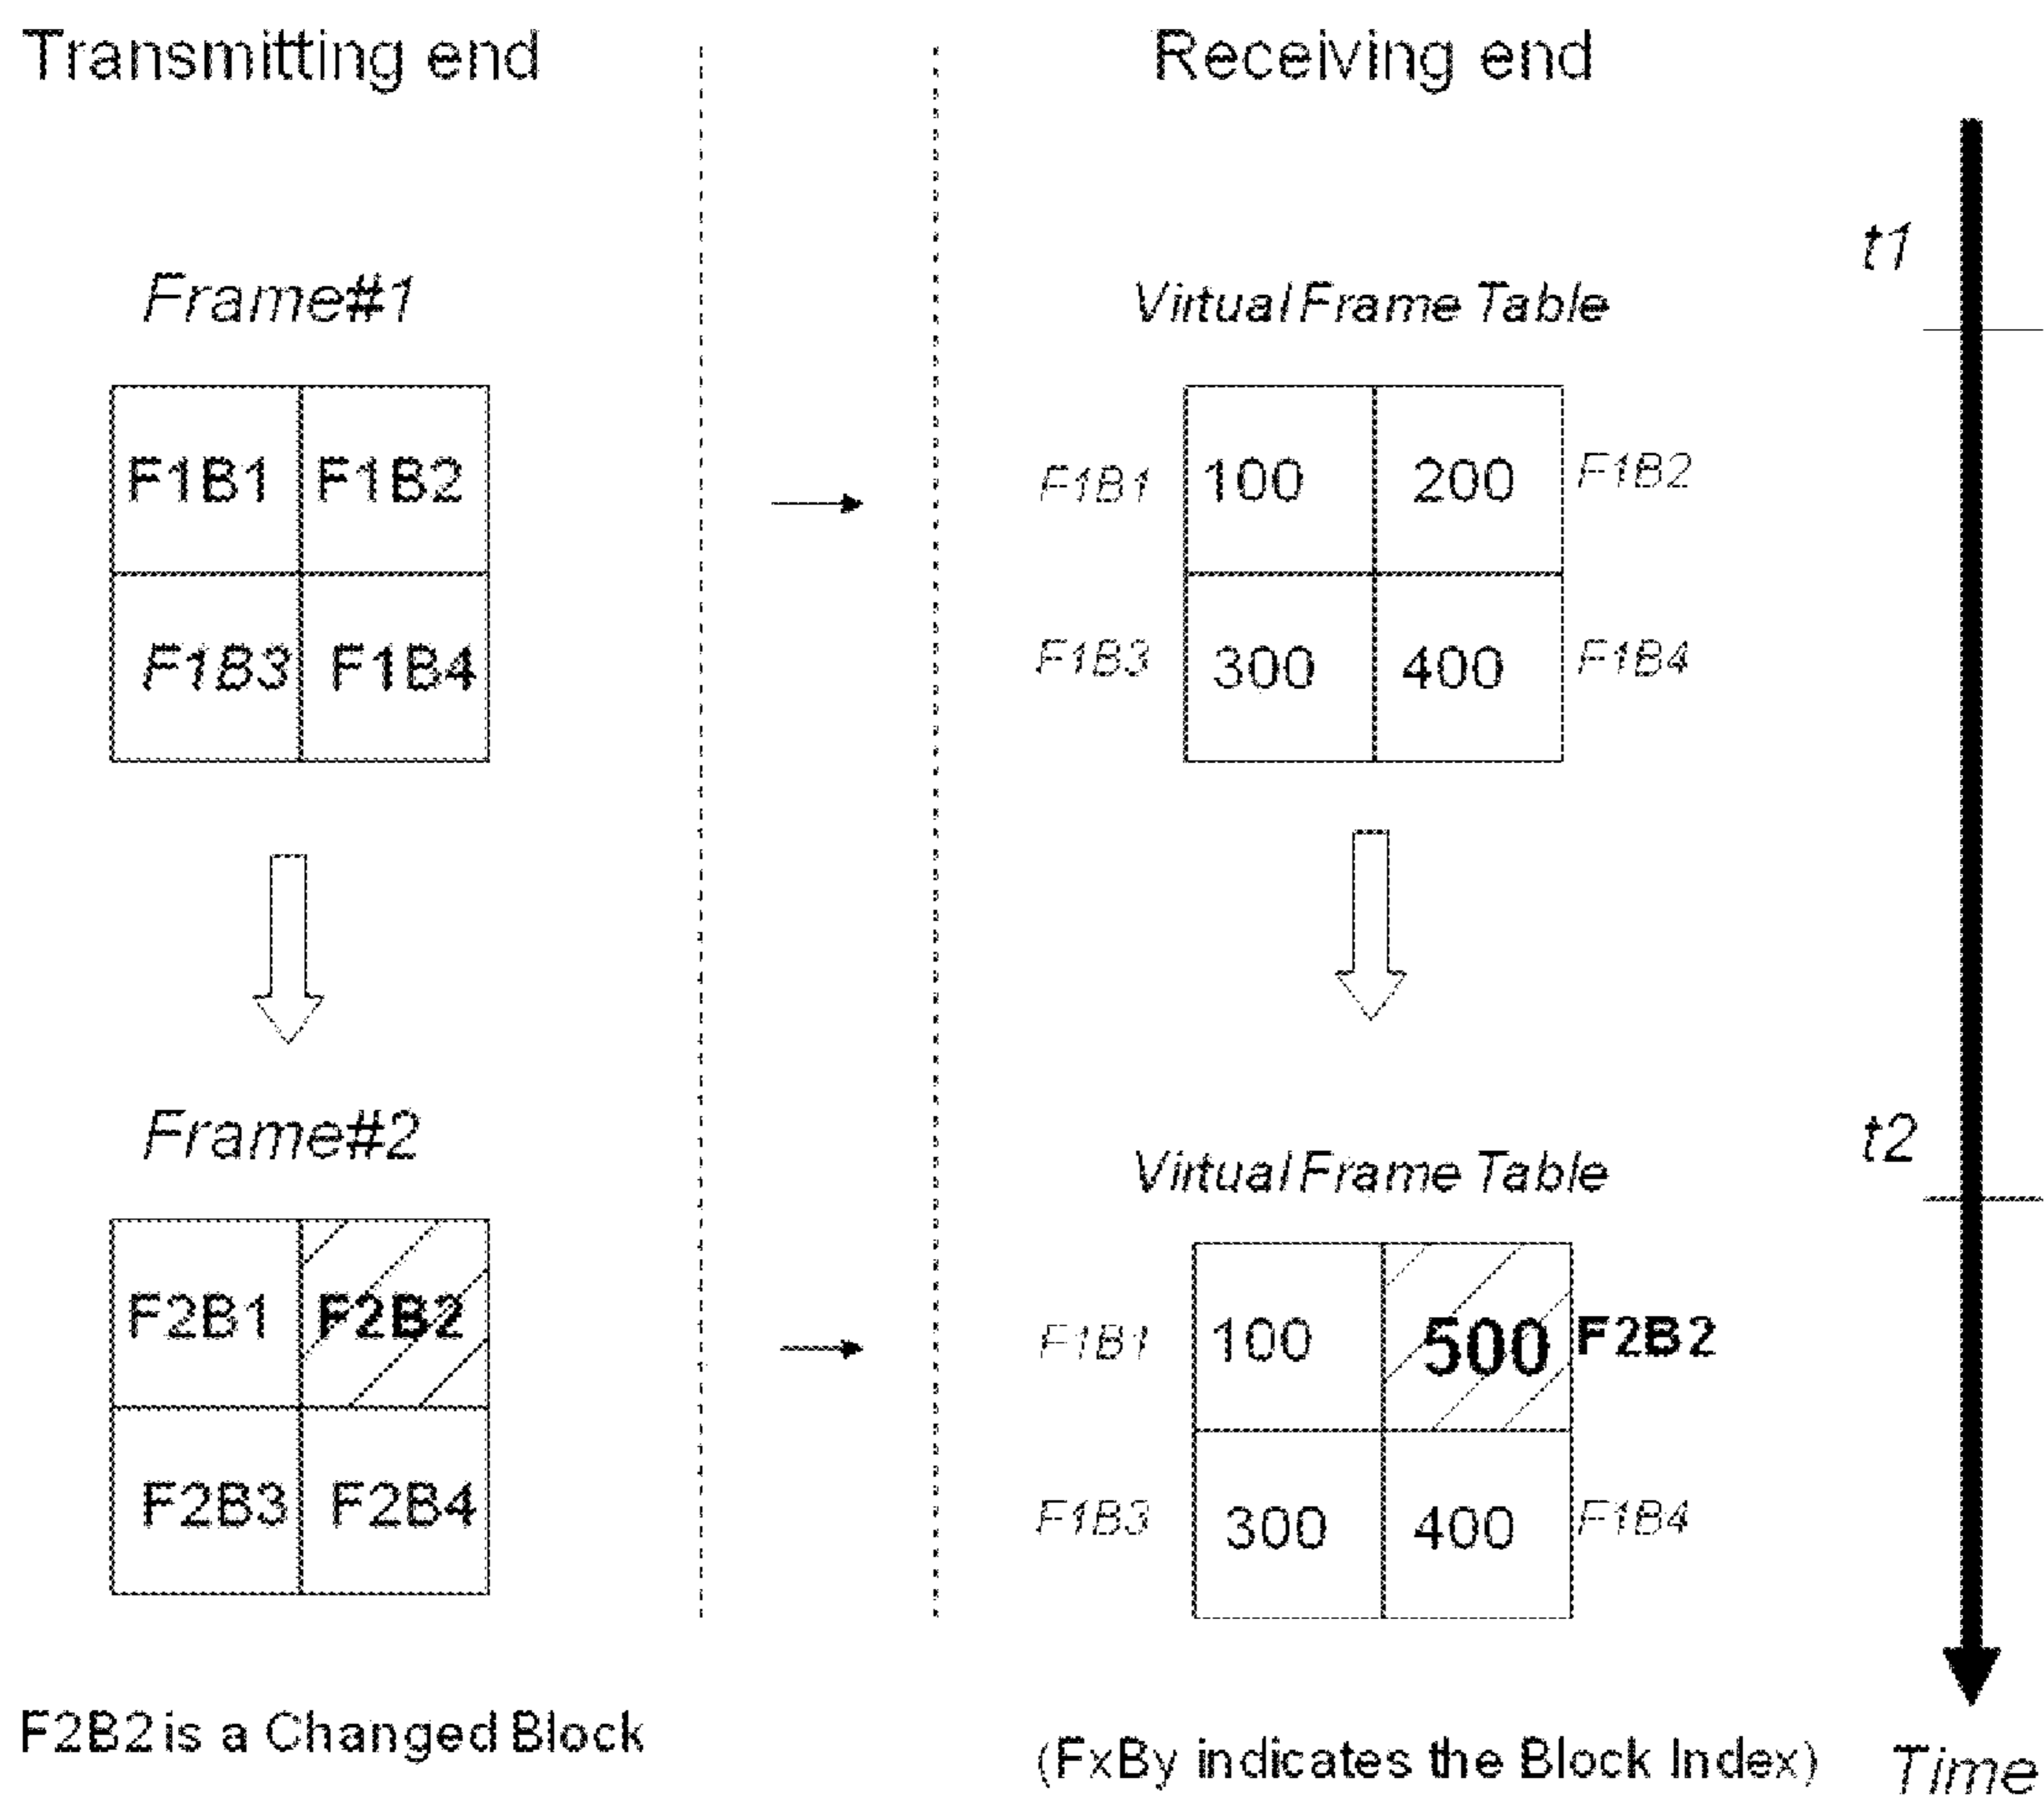 Transmitting end
Receiving end
t1
Frame#1
Virtual Frame Table
F1B1 F1B2
F1B3 F1B4
F1B1 100 200 F1B2
F1B3 300 400 F1B4
t2
Frame#2
Virtual Frame Table
F2B1 F2B2
F2B3 F2B4
F1B1 100 500 F2B2
F1B3 300 400 F1B4
F2B2 is a Changed Block
(FxBy indicates the Block Index)
Time